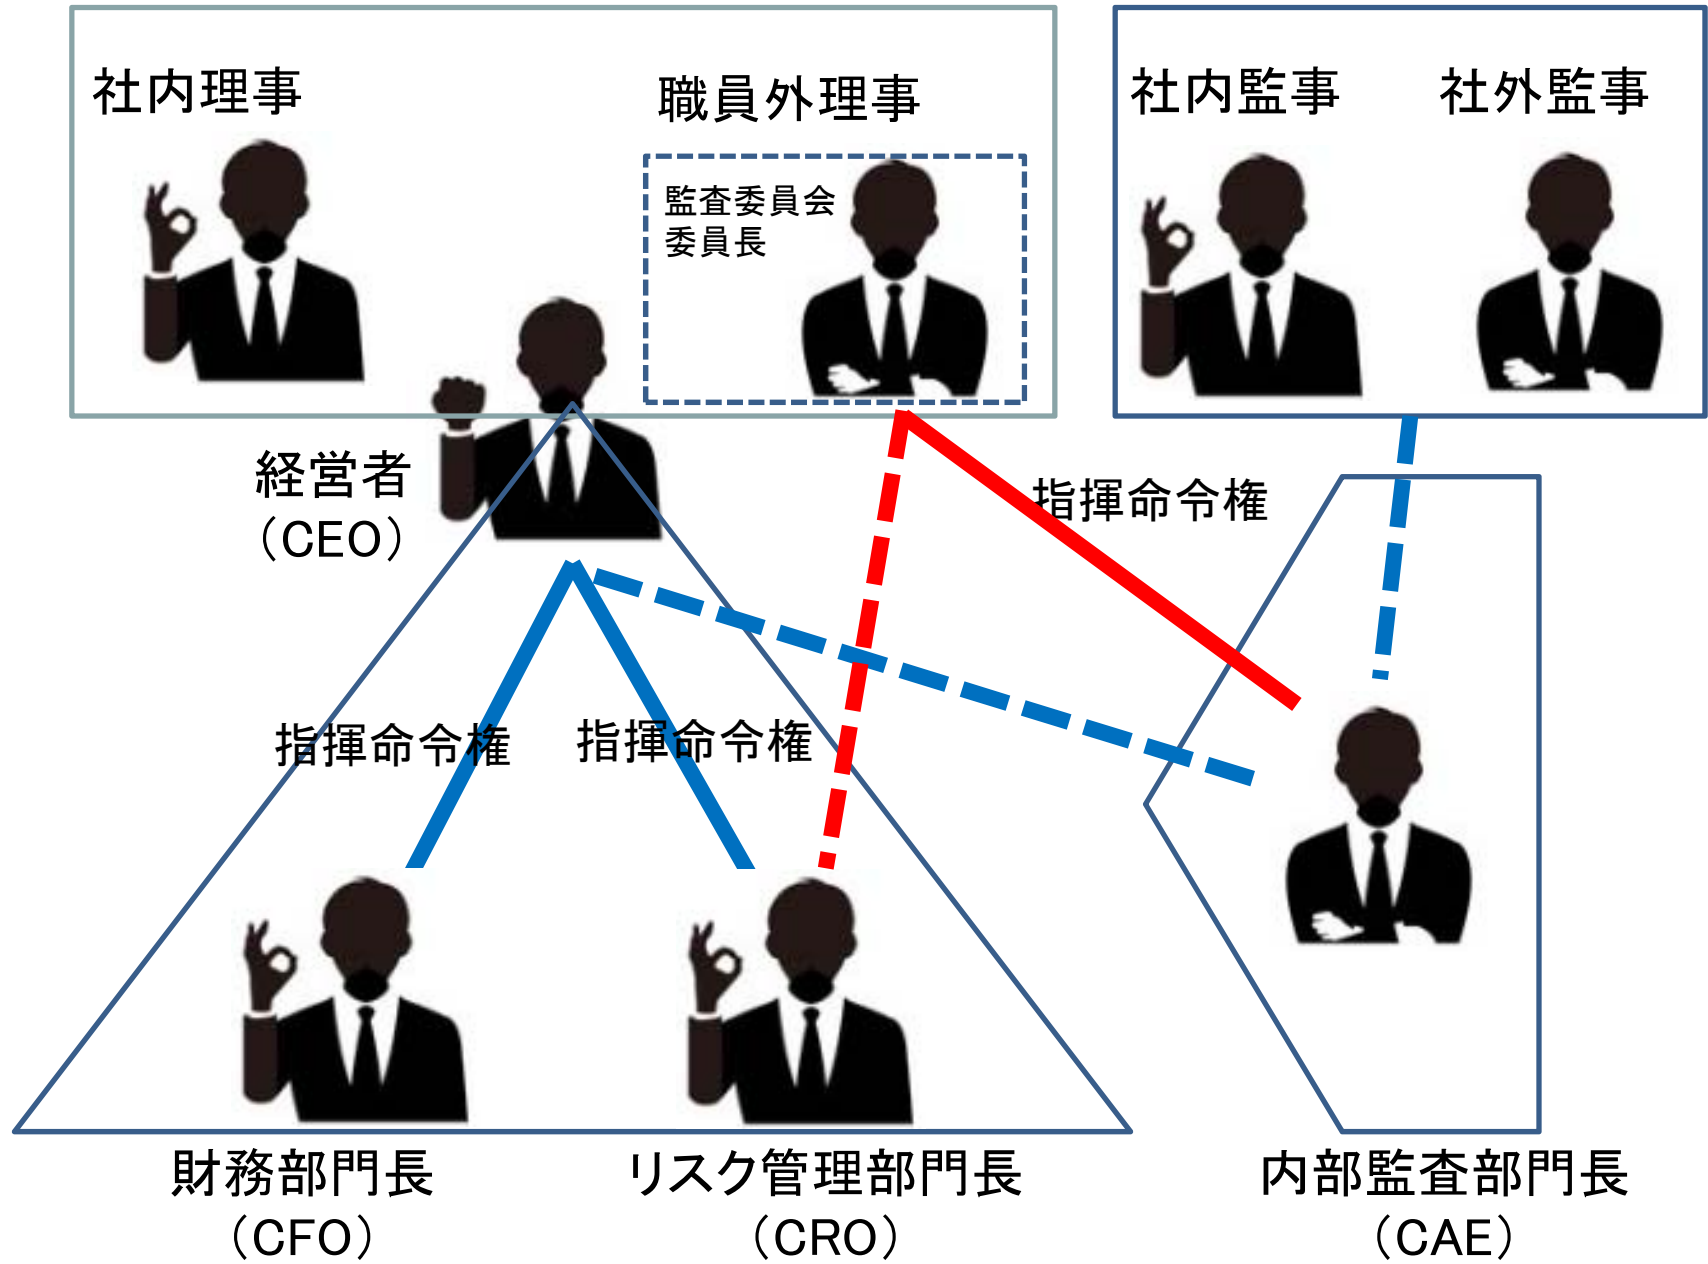 社内理事
職員外理事
社内監事
社外監事
監査委員会
委員長
経営者
（CEO）
指揮命令権
指揮命令権
指揮命令権
財務部門長
（CFO）
リスク管理部門長
（CRO）
内部監査部門長
（CAE）